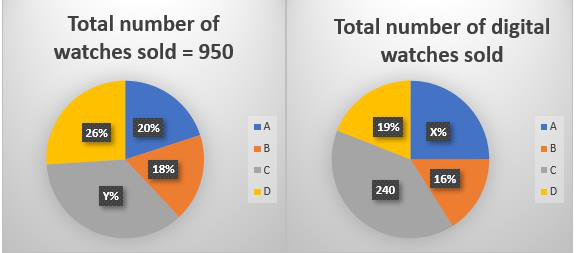 Total number of
watches sold = 950
20%
18%
Y%
26%
A
B
C
D
Total number of digital
watches sold
X%
16%
240
19%
A
B
C
D